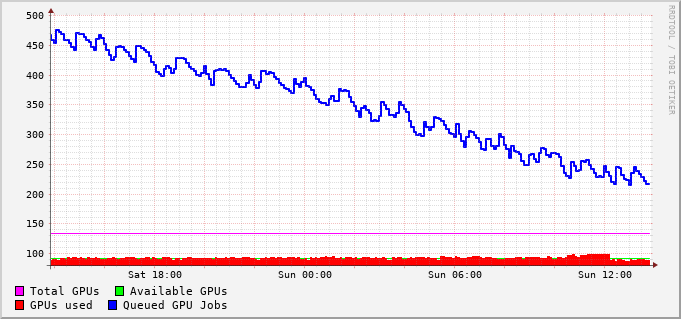 500
450
400
350
300
250
200
150
100
Sat 18:00 Sun 00:00 Sun 06:00 Sun 12:00
Total GPUs Available GPUs
GPUs used Queued GPU Jobs
RRDTOOL / TOBI OETIKER